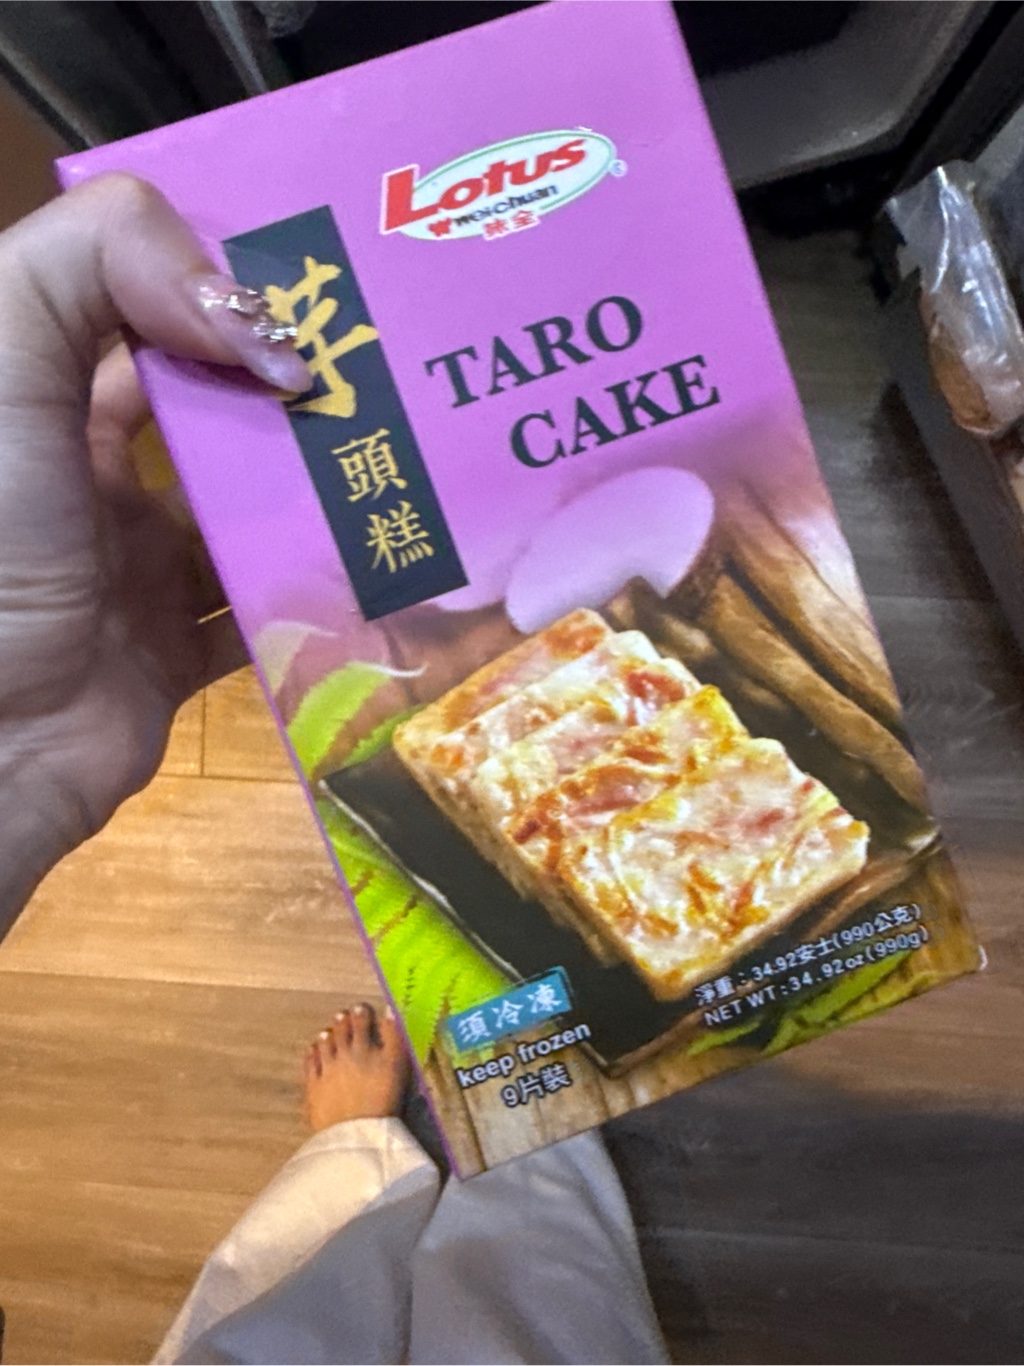 Lotus
weichuan
味全
®
芋
頭
糕
TARO
CAKE
須冷凍
keep frozen
9片裝
淨重:34.92安士(990公克)
NET WT:34.92oz(990g)